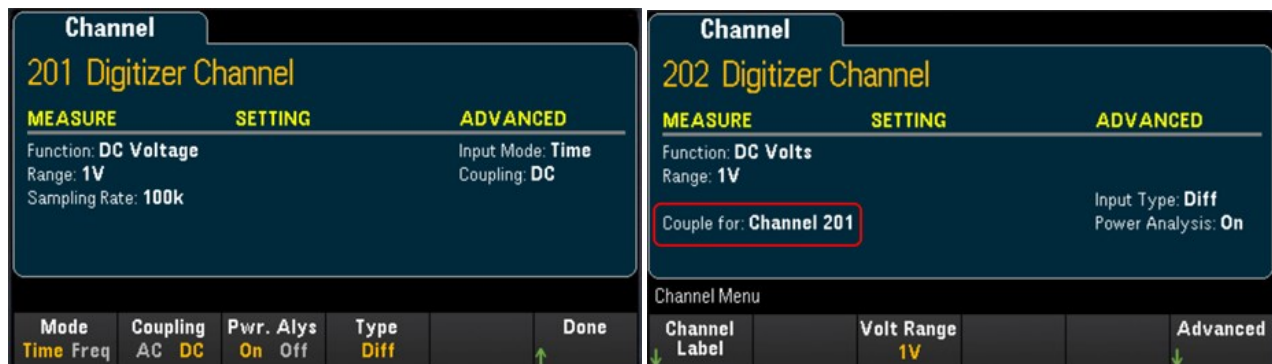 Channel
201 Digitizer Channel
MEASURE SETTING ADVANCED
Function: DC Voltage Input Mode: Time
Range: 1V Coupling: DC
Sampling Rate: 100k
Mode Coupling Pwr. Alys Type Done
Time Freq AC DC On Off Diff
Channel
202 Digitizer Channel
MEASURE SETTING ADVANCED
Function: DC Volts
Range: 1V
Input Type: Diff
Couple for: Channel 201 Power Analysis: On
Channel Menu
Channel Volt Range Advanced
Label 1V